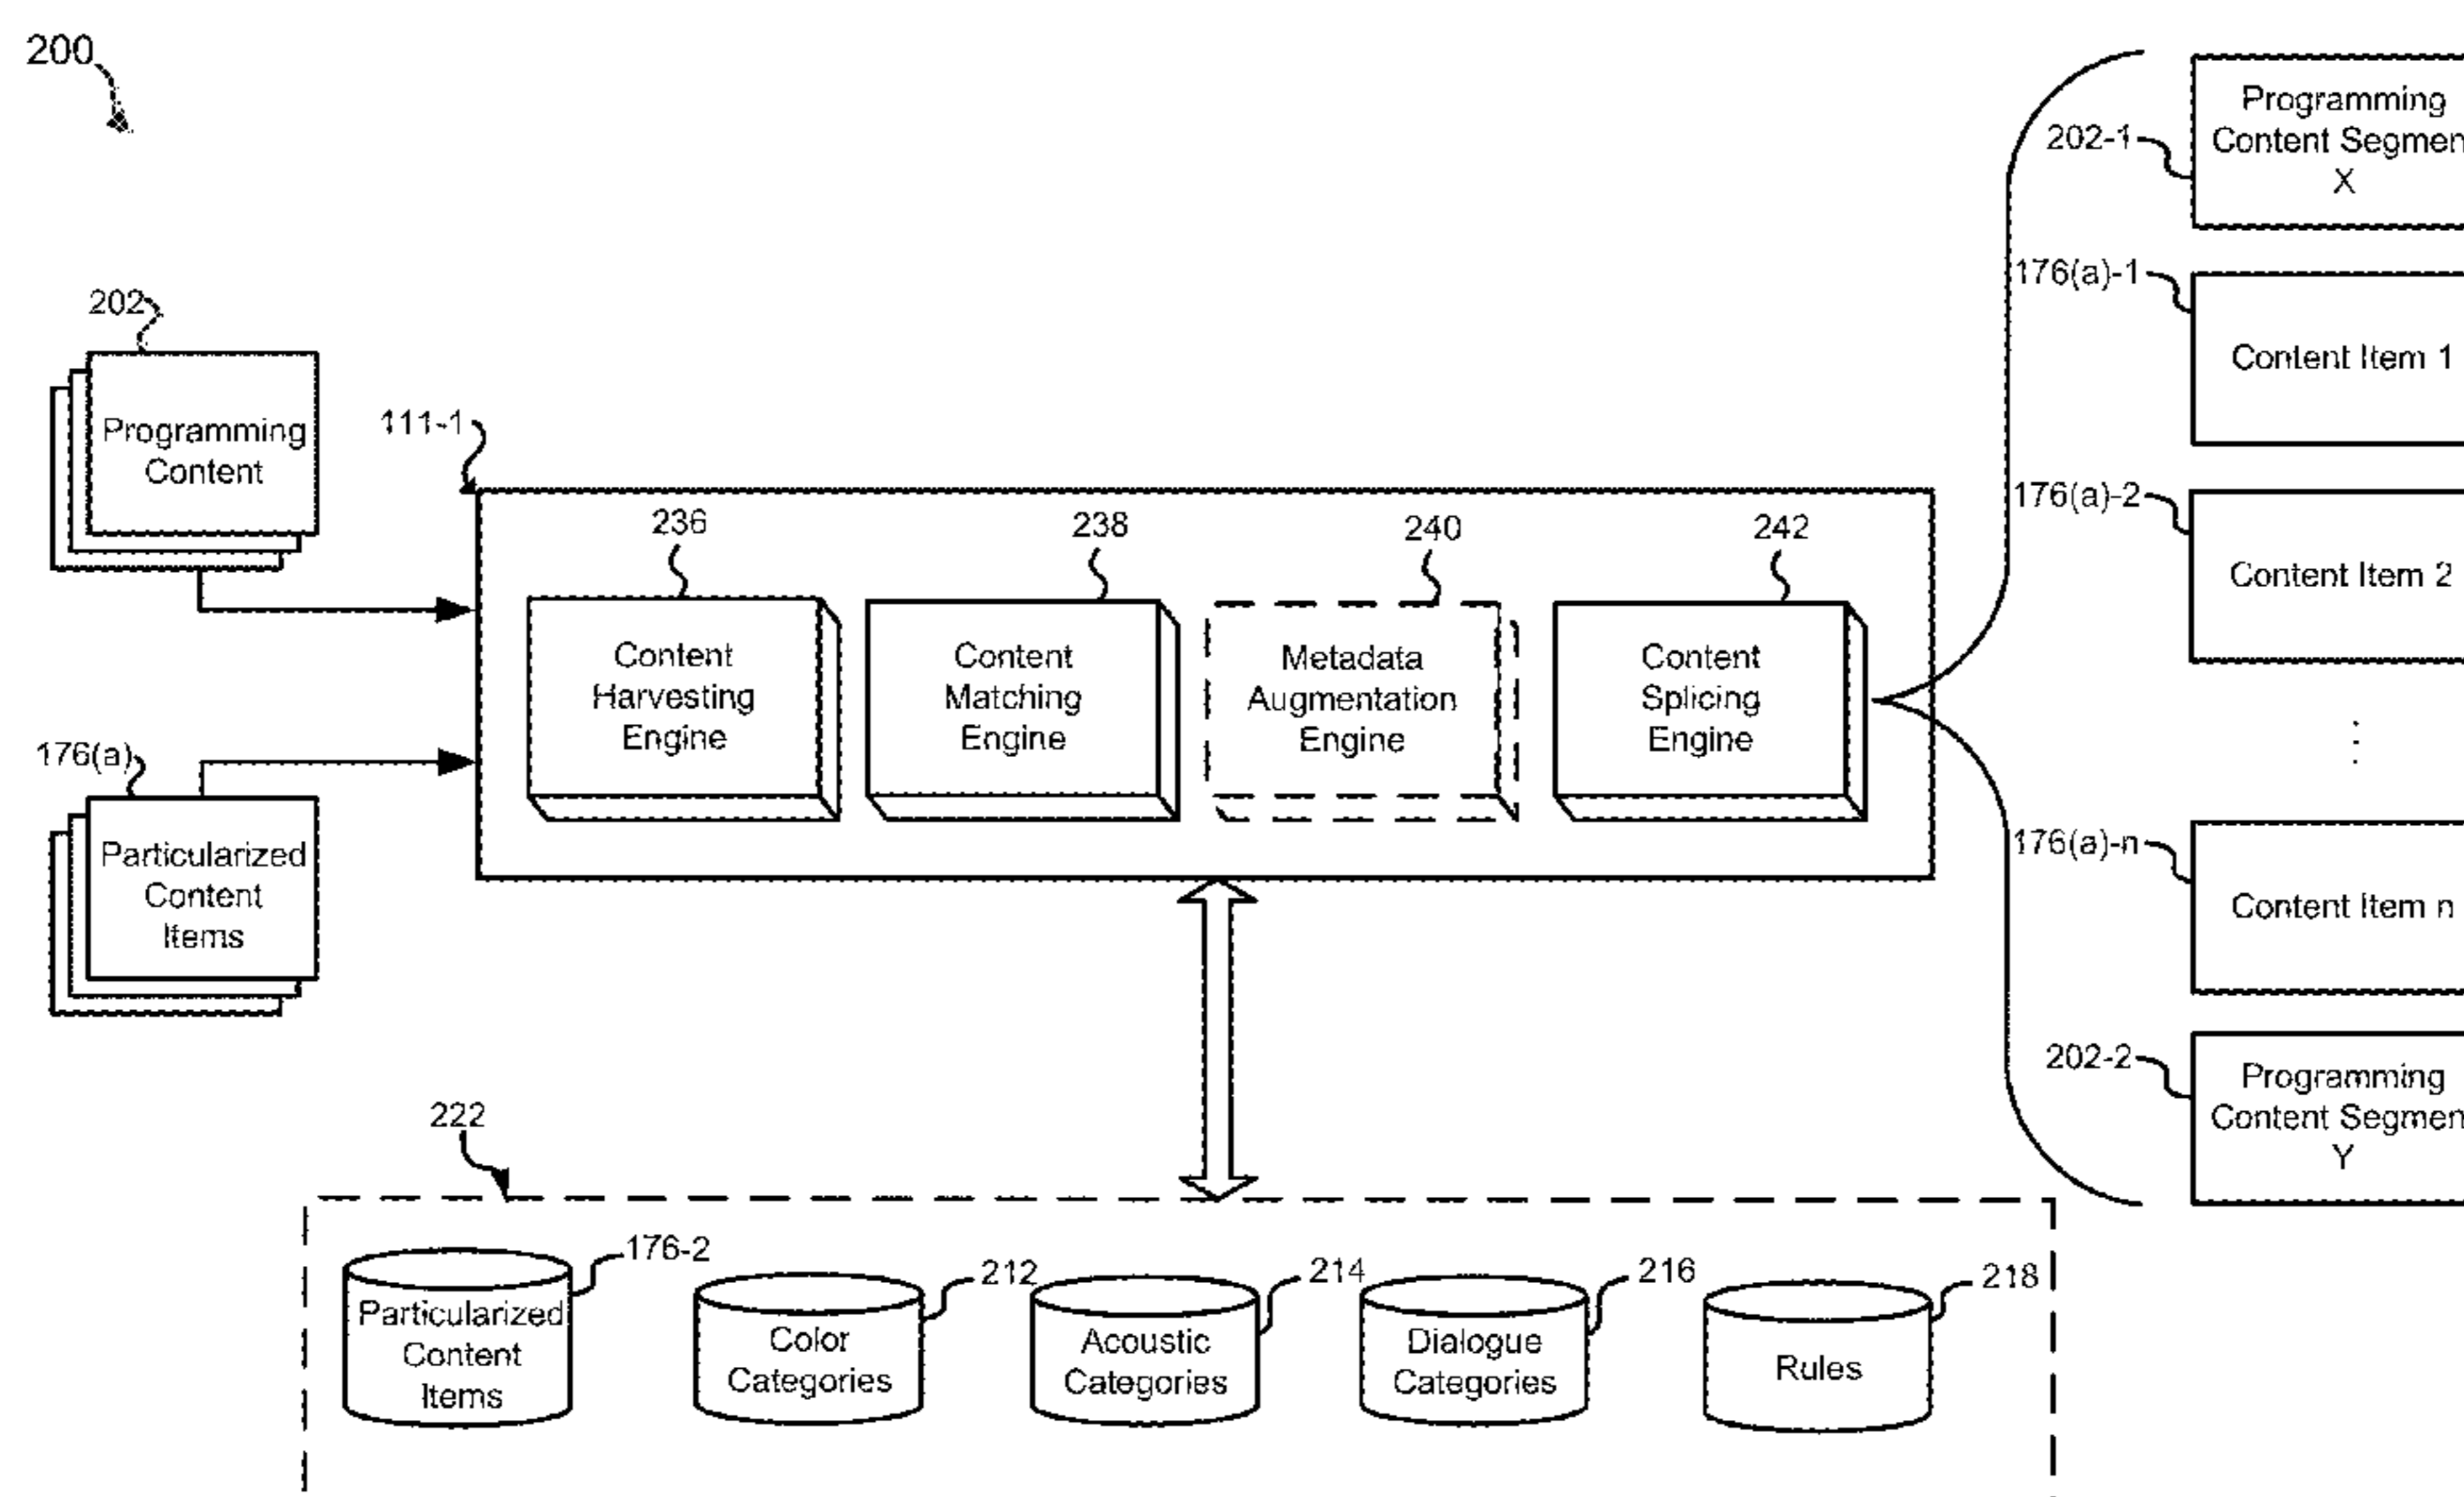 200
202
Programming
Content
176(a)
Particularized
Content
Items
111-1
236
Content
Harvesting
Engine
238
Content
Matching
Engine
240
Metadata
Augmentation
Engine
242
Content
Splicing
Engine
202-1
Programming
Content Segmen
X
176(a)-1
Content Item 1
176(a)-2
Content Item 2
176(a)-n
Content Item n
202-2
Programming
Content Segmen
Y
222
176-2
Particularized
Content
Items
212
Color
Categories
214
Acoustic
Categories
216
Dialogue
Categories
218
Rules